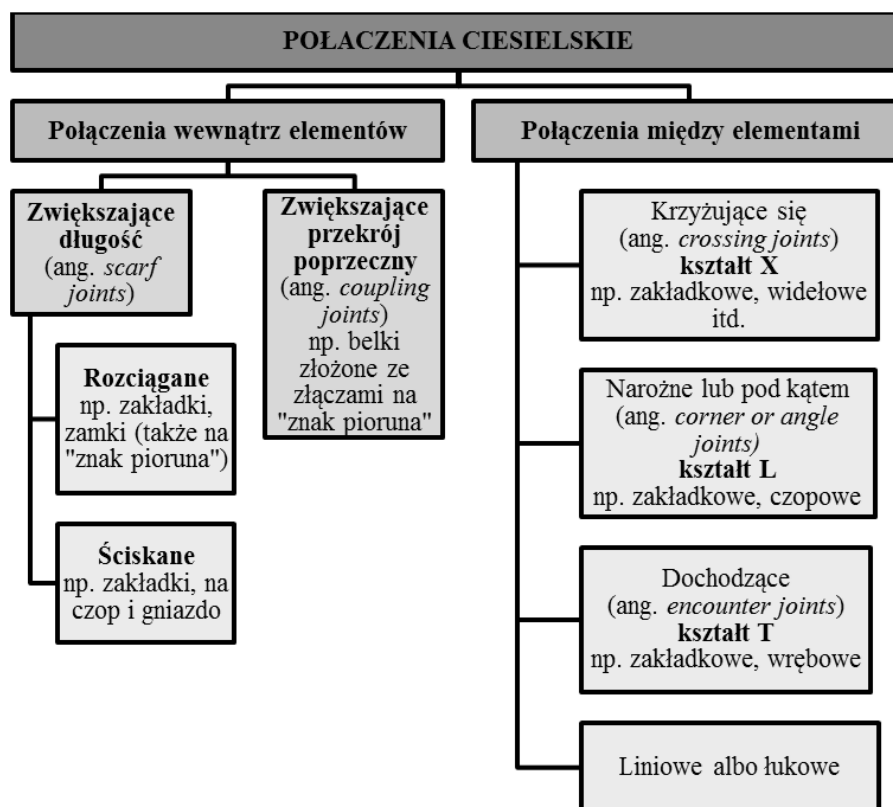 POŁACZENIA CIESIELSKIE
Połączenia wewnątrz elementów
Zwiększające
długość
(ang. scarf
joints)
Rozciągane
np. zakładki,
zamki (także na
"znak pioruna")
Ściskane
np. zakładki, na
czop i gniazdo
Zwiększające
przekrój
poprzeczny
(ang. coupling
joints)
np. belki
złożone ze
złączami na
"znak pioruna"
Połączenia między elementami
Krzyżujące się
(ang. crossing joints)
kształt X
np. zakładkowe, widełowe
itd.
Narożne lub pod kątem
(ang. corner or angle
joints)
kształt L
np. zakładkowe, czopowe
Dochodzące
(ang. encounter joints)
kształt T
np. zakładkowe, wrębowe
Liniowe albo łukowe